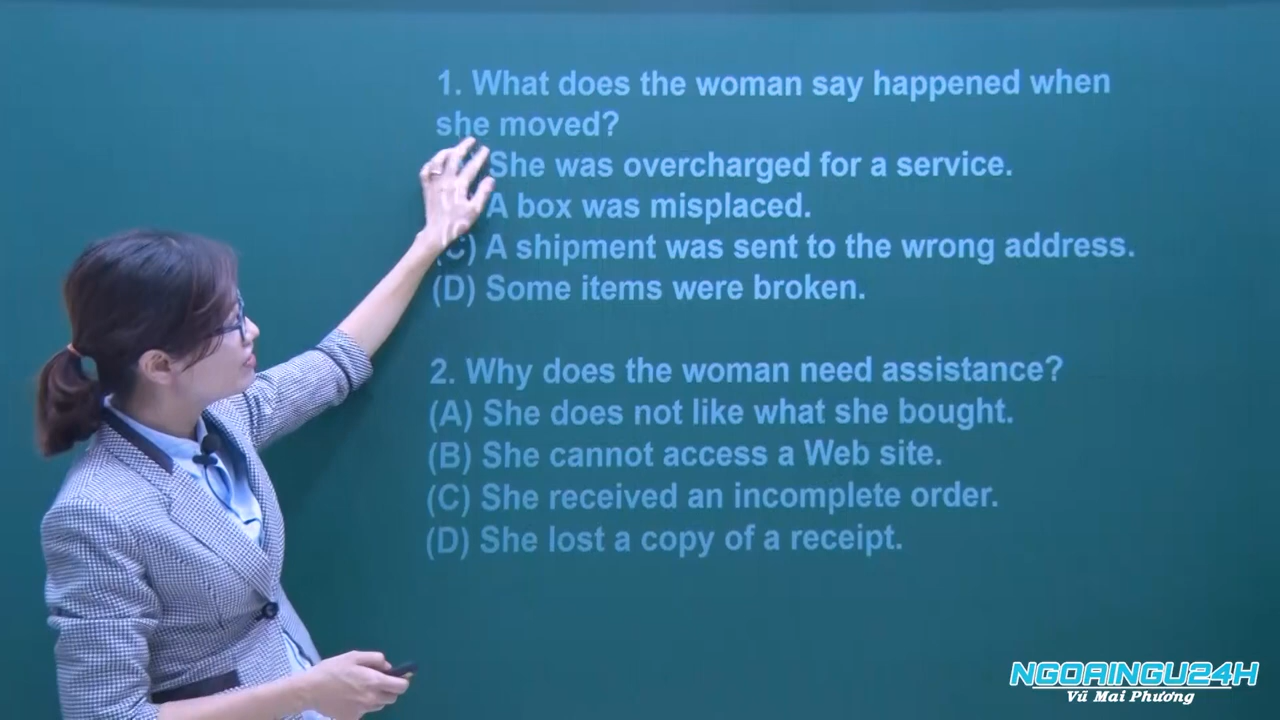 1. What does the woman say happened when
she moved?
She was overcharged for a service.
A box was misplaced.
(C) A shipment was sent to the wrong address.
(D) Some items were broken.
2. Why does the woman need assistance?
(A) She does not like what she bought.
(B) She cannot access a Web site.
(C) She received an incomplete order.
(D) She lost a copy of a receipt.
NGOAINGU24H
Vũ Mai Phương